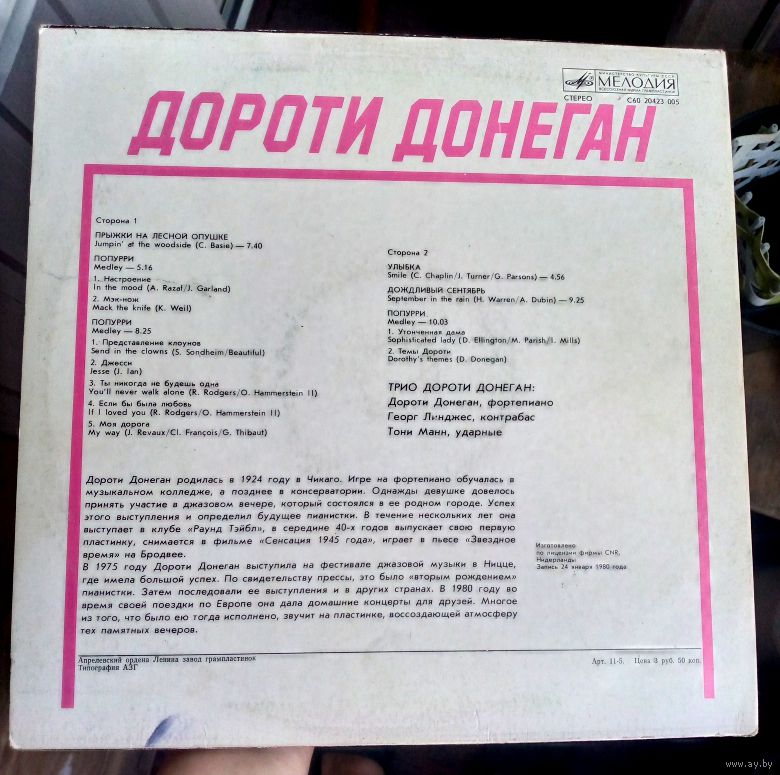 МИНИСТЕРСТВО КУЛЬТУРЫ СССР
МЕЛОДИЯ
ВСЕСОЮЗНАЯ ФИРМА ГРАМПЛАСТИНОК
СТЕРЕО С60 20423 005
ДОРОТИ ДОНЕГАН
Сторона 1
ПРЫЖКИ НА ЛЕСНОЙ ОПУШКЕ
Jumpin' at the woodside (C. Basie) — 7.40
ПОПУРРИ
Medley — 5.16
1. Настроение
In the mood (A. Razaf/J. Garland)
2. Мэк-нож
Mack the knife (K. Weil)
ПОПУРРИ
Medley — 8.25
1. Представление клоунов
Send in the clowns (S. Sondheim/Beautiful)
2. Джесси
Jesse (J. Ian)
3. Ты никогда не будешь одна
You'll never walk alone (R. Rodgers/O. Hammerstein II)
4. Если бы была любовь
If I loved you (R. Rodgers/O. Hammerstein II)
5. Моя дорога
My way (J. Revaux/Cl. François/G. Thibaut)
Сторона 2
УЛЫБКА
Smile (C. Chaplin/J. Turner/G. Parsons) — 4.56
ДОЖДЛИВЫЙ СЕНТЯБРЬ
September in the rain (H. Warren/A. Dubin) — 9.25
ПОПУРРИ
Medley — 10.03
1. Утонченная дама
Sophisticated lady (D. Ellington/M. Parish/I. Mills)
2. Темы Дороти
Dorothy's themes (D. Donegan)
ТРИО ДОРОТИ ДОНЕГАН:
Дороти Донеган, фортепиано
Георг Линджес, контрабас
Тони Манн, ударные
Дороти Донеган родилась в 1924 году в Чикаго. Игре на фортепиано обучалась в
музыкальном колледже, а позднее в консерватории. Однажды девушке довелось
принять участие в джазовом вечере, который состоялся в ее родном городе. Успех
этого выступления и определил будущее пианистки. В течение нескольких лет она
выступает в клубе «Раунд Тэйбл», в середине 40-х годов выпускает свою первую
пластинку, снимается в фильме «Сенсация 1945 года», играет в пьесе «Звездное
время» на Бродвее.
В 1975 году Дороти Донеган выступила на фестивале джазовой музыки в Ницце,
где имела большой успех. По свидетельству прессы, это было «вторым рождением»
пианистки. Затем последовали ее выступления и в других странах. В 1980 году во
время своей поездки по Европе она дала домашние концерты для друзей. Многое
из того, что было ею тогда исполнено, звучит на пластинке, воссоздающей атмосферу
тех памятных вечеров.
Изготовлено
по лицензии фирмы CNR,
Нидерланды
Запись 24 января 1980 года
Апрелевский ордена Ленина завод грампластинок
Типография АЗГ
Арт. 11-5. Цена 3 руб. 50 коп.
www.ay.by